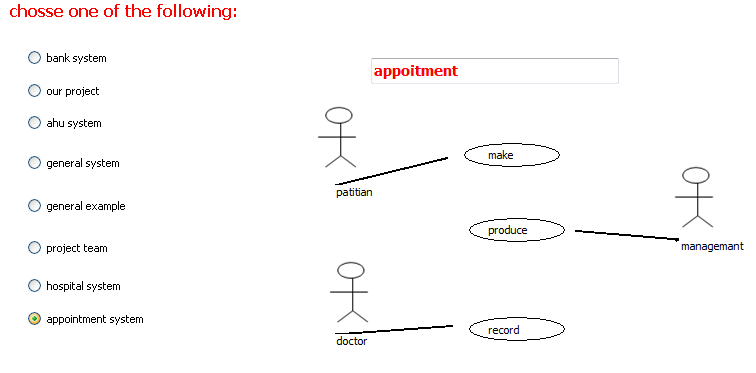 chosse one of the following:
bank system
our project
ahu system
general system
general example
project team
hospital system
appointment system
appoitment
make
patitian
produce
managemant
record
doctor